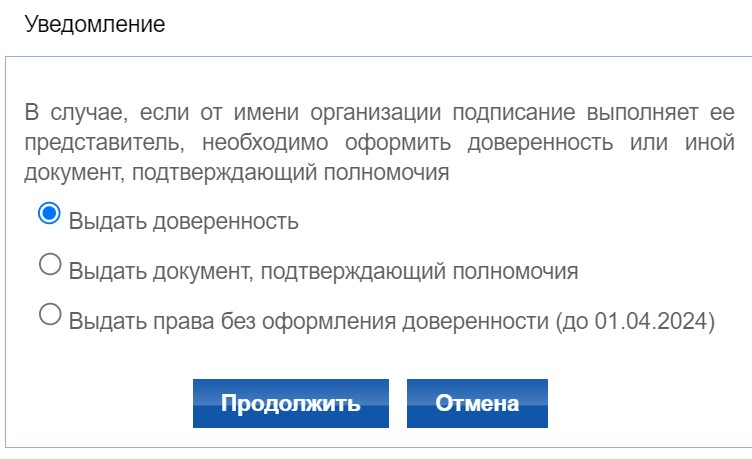 Уведомление
В случае, если от имени организации подписание выполняет ее
представитель, необходимо оформить доверенность или иной
документ, подтверждающий полномочия
Выдать доверенность
Выдать документ, подтверждающий полномочия
Выдать права без оформления доверенности (до 01.04.2024)
Продолжить Отмена